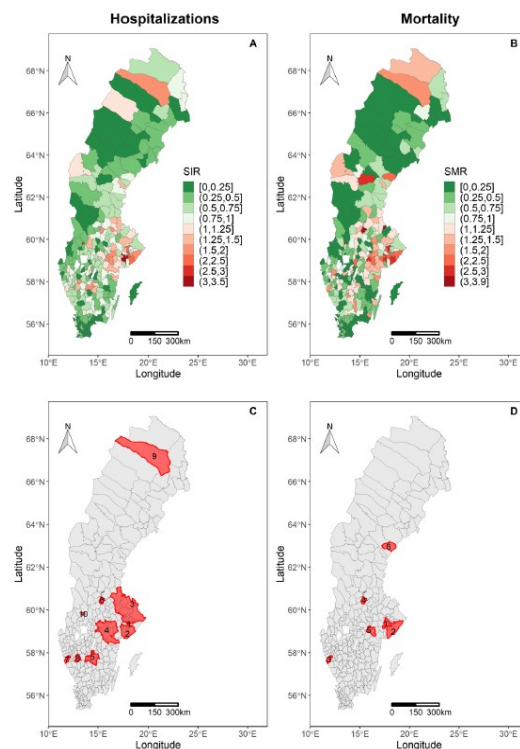 Hospitalizations
Mortality
A
N
68°N
66°N
64°N
62°N
60°N
58°N
56°N
Latitude
SIR
[0,0.25]
(0.25,0.5]
(0.5,0.75]
(0.75,1]
(1,1.25]
(1.25,1.5]
(1.5,2]
(2,2.5]
(2.5,3]
(3,3.5]
0 150 300km
10°E 15°E 20°E 25°E 30°E
Longitude
B
N
68°N
66°N
64°N
62°N
60°N
58°N
56°N
Latitude
SMR
[0,0.25]
(0.25,0.5]
(0.5,0.75]
(0.75,1]
(1,1.25]
(1.25,1.5]
(1.5,2]
(2,2.5]
(2.5,3]
(3,3.9]
0 150 300km
10°E 15°E 20°E 25°E 30°E
Longitude
C
N
68°N
66°N
64°N
62°N
60°N
58°N
56°N
Latitude
9
3
10
4
2
0 150 300km
10°E 15°E 20°E 25°E 30°E
Longitude
D
N
68°N
66°N
64°N
62°N
60°N
58°N
56°N
Latitude
2
0 150 300km
10°E 15°E 20°E 25°E 30°E
Longitude